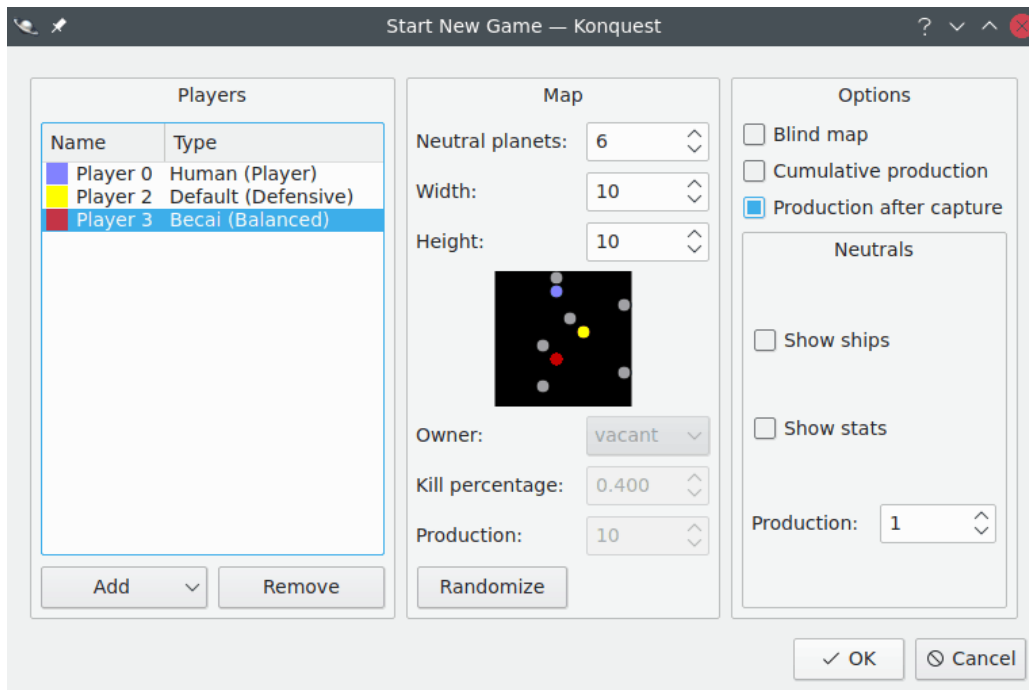 Start New Game — Konquest
Players
Name Type
Player 0 Human (Player)
Player 2 Default (Defensive)
Player 3 Becai (Balanced)
Add
Remove
Map
Neutral planets: 6
Width: 10
Height: 10
Owner: vacant
Kill percentage: 0.400
Production: 10
Randomize
Options
Blind map
Cumulative production
Production after capture
Neutrals
Show ships
Show stats
Production: 1
OK
Cancel